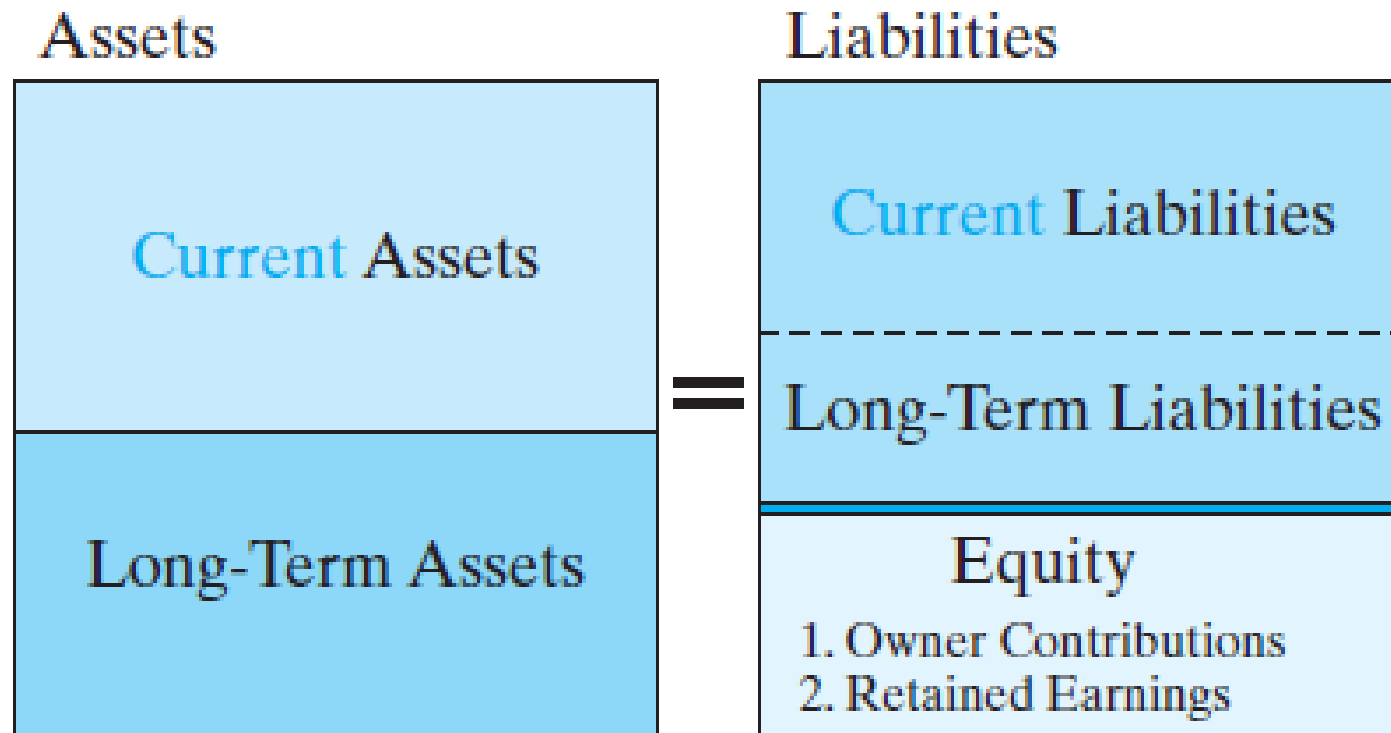 Assets
Current Assets
Long-Term Assets
=
Liabilities
Current Liabilities
Long-Term Liabilities
Equity
1. Owner Contributions
2. Retained Earnings